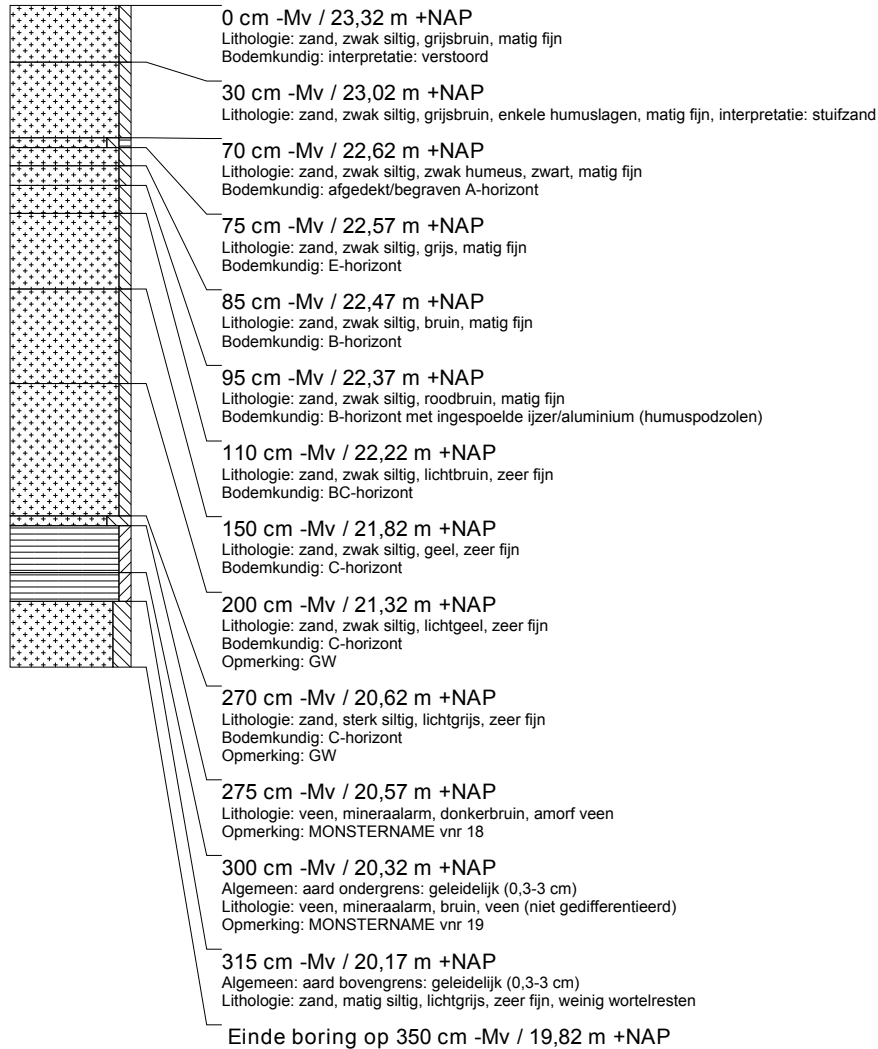 0 cm -Mv / 23,32 m +NAP
Lithologie: zand, zwak siltig, grijsbruin, matig fijn
Bodemkundig: interpretatie: verstoord
30 cm -Mv / 23,02 m +NAP
Lithologie: zand, zwak siltig, grijsbruin, enkele humuslagen, matig fijn, interpretatie: stuifzand
70 cm -Mv / 22,62 m +NAP
Lithologie: zand, zwak siltig, zwak humeus, zwart, matig fijn
Bodemkundig: afgedekt/begraven A-horizont
75 cm -Mv / 22,57 m +NAP
Lithologie: zand, zwak siltig, grijs, matig fijn
Bodemkundig: E-horizont
85 cm -Mv / 22,47 m +NAP
Lithologie: zand, zwak siltig, bruin, matig fijn
Bodemkundig: B-horizont
95 cm -Mv / 22,37 m +NAP
Lithologie: zand, zwak siltig, roodbruin, matig fijn
Bodemkundig: B-horizont met ingespoelde ijzer/aluminium (humuspodzolen)
110 cm -Mv / 22,22 m +NAP
Lithologie: zand, zwak siltig, lichtbruin, zeer fijn
Bodemkundig: BC-horizont
150 cm -Mv / 21,82 m +NAP
Lithologie: zand, zwak siltig, geel, zeer fijn
Bodemkundig: C-horizont
200 cm -Mv / 21,32 m +NAP
Lithologie: zand, zwak siltig, lichtgeel, zeer fijn
Bodemkundig: C-horizont
Opmerking: GW
270 cm -Mv / 20,62 m +NAP
Lithologie: zand, sterk siltig, lichtgrijs, zeer fijn
Bodemkundig: C-horizont
Opmerking: GW
275 cm -Mv / 20,57 m +NAP
Lithologie: veen, mineraalarm, donkerbruin, amorf veen
Opmerking: MONSTERNAME vnr 18
300 cm -Mv / 20,32 m +NAP
Algemeen: aard ondergrens: geleidelijk (0,3-3 cm)
Lithologie: veen, mineraalarm, bruin, veen (niet gedifferentieerd)
Opmerking: MONSTERNAME vnr 19
315 cm -Mv / 20,17 m +NAP
Algemeen: aard bovengrens: geleidelijk (0,3-3 cm)
Lithologie: zand, matig siltig, lichtgrijs, zeer fijn, weinig wortelresten
Einde boring op 350 cm -Mv / 19,82 m +NAP